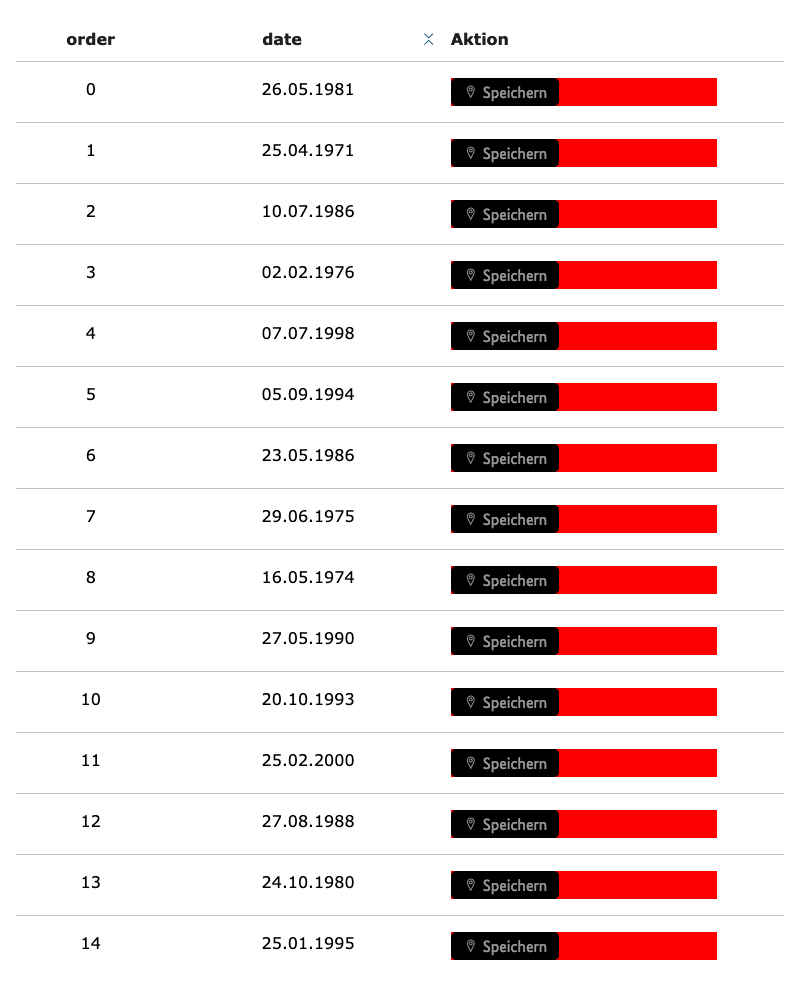 order date Aktion
0 26.05.1981 Speichern
1 25.04.1971 Speichern
2 10.07.1986 Speichern
3 02.02.1976 Speichern
4 07.07.1998 Speichern
5 05.09.1994 Speichern
6 23.05.1986 Speichern
7 29.06.1975 Speichern
8 16.05.1974 Speichern
9 27.05.1990 Speichern
10 20.10.1993 Speichern
11 25.02.2000 Speichern
12 27.08.1988 Speichern
13 24.10.1980 Speichern
14 25.01.1995 Speichern